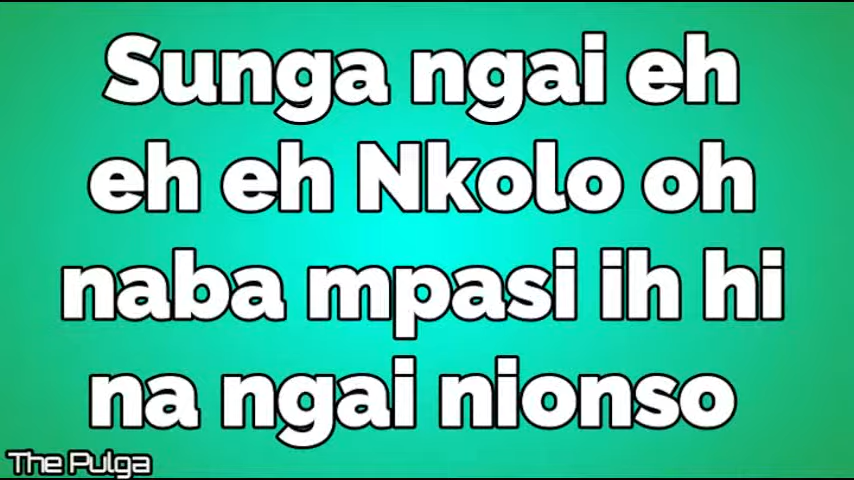 Sunga ngai eh
eh eh Nkolo oh
naba mpasi ih hi
na ngai nionso
The Pulga